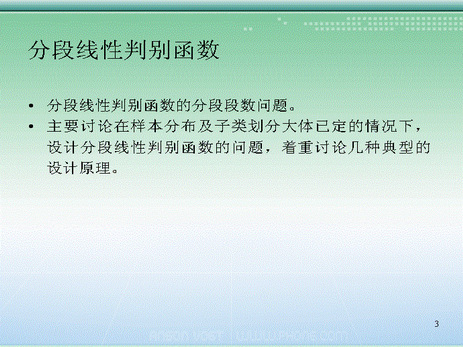 分段线性判别函数
• 分段线性判别函数的分段段数问题。
• 主要讨论在样本分布及子类划分大体已定的情况下，
设计分段线性判别函数的问题，着重讨论几种典型的
设计原理。
3